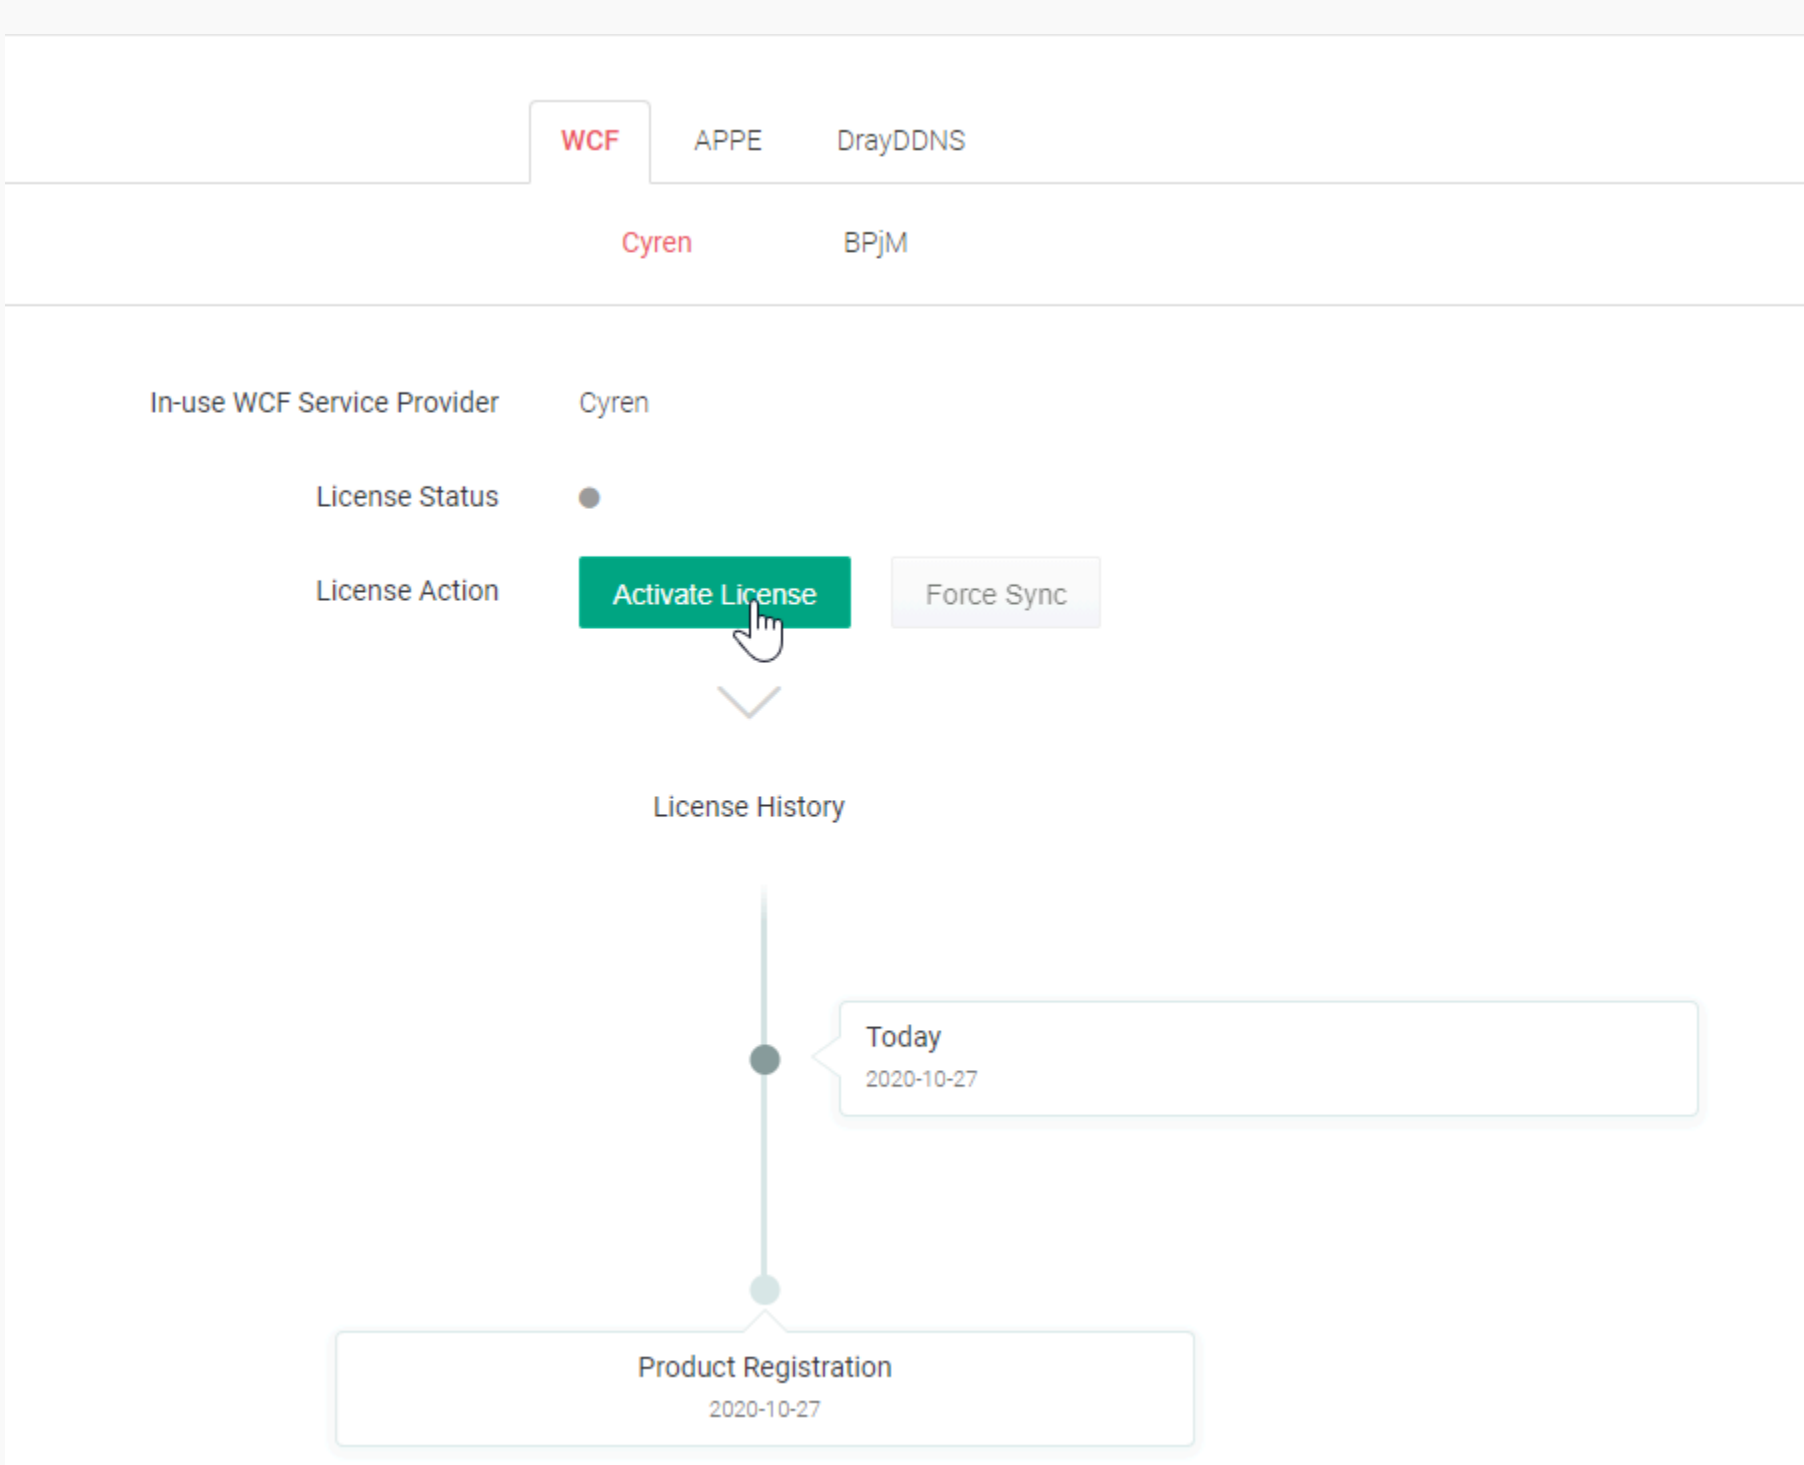 WCF APPE DrayDDNS
Cyren BPjM
In-use WCF Service Provider Cyren
License Status
License Action Activate License Force Sync
License History
Today
2020-10-27
Product Registration
2020-10-27